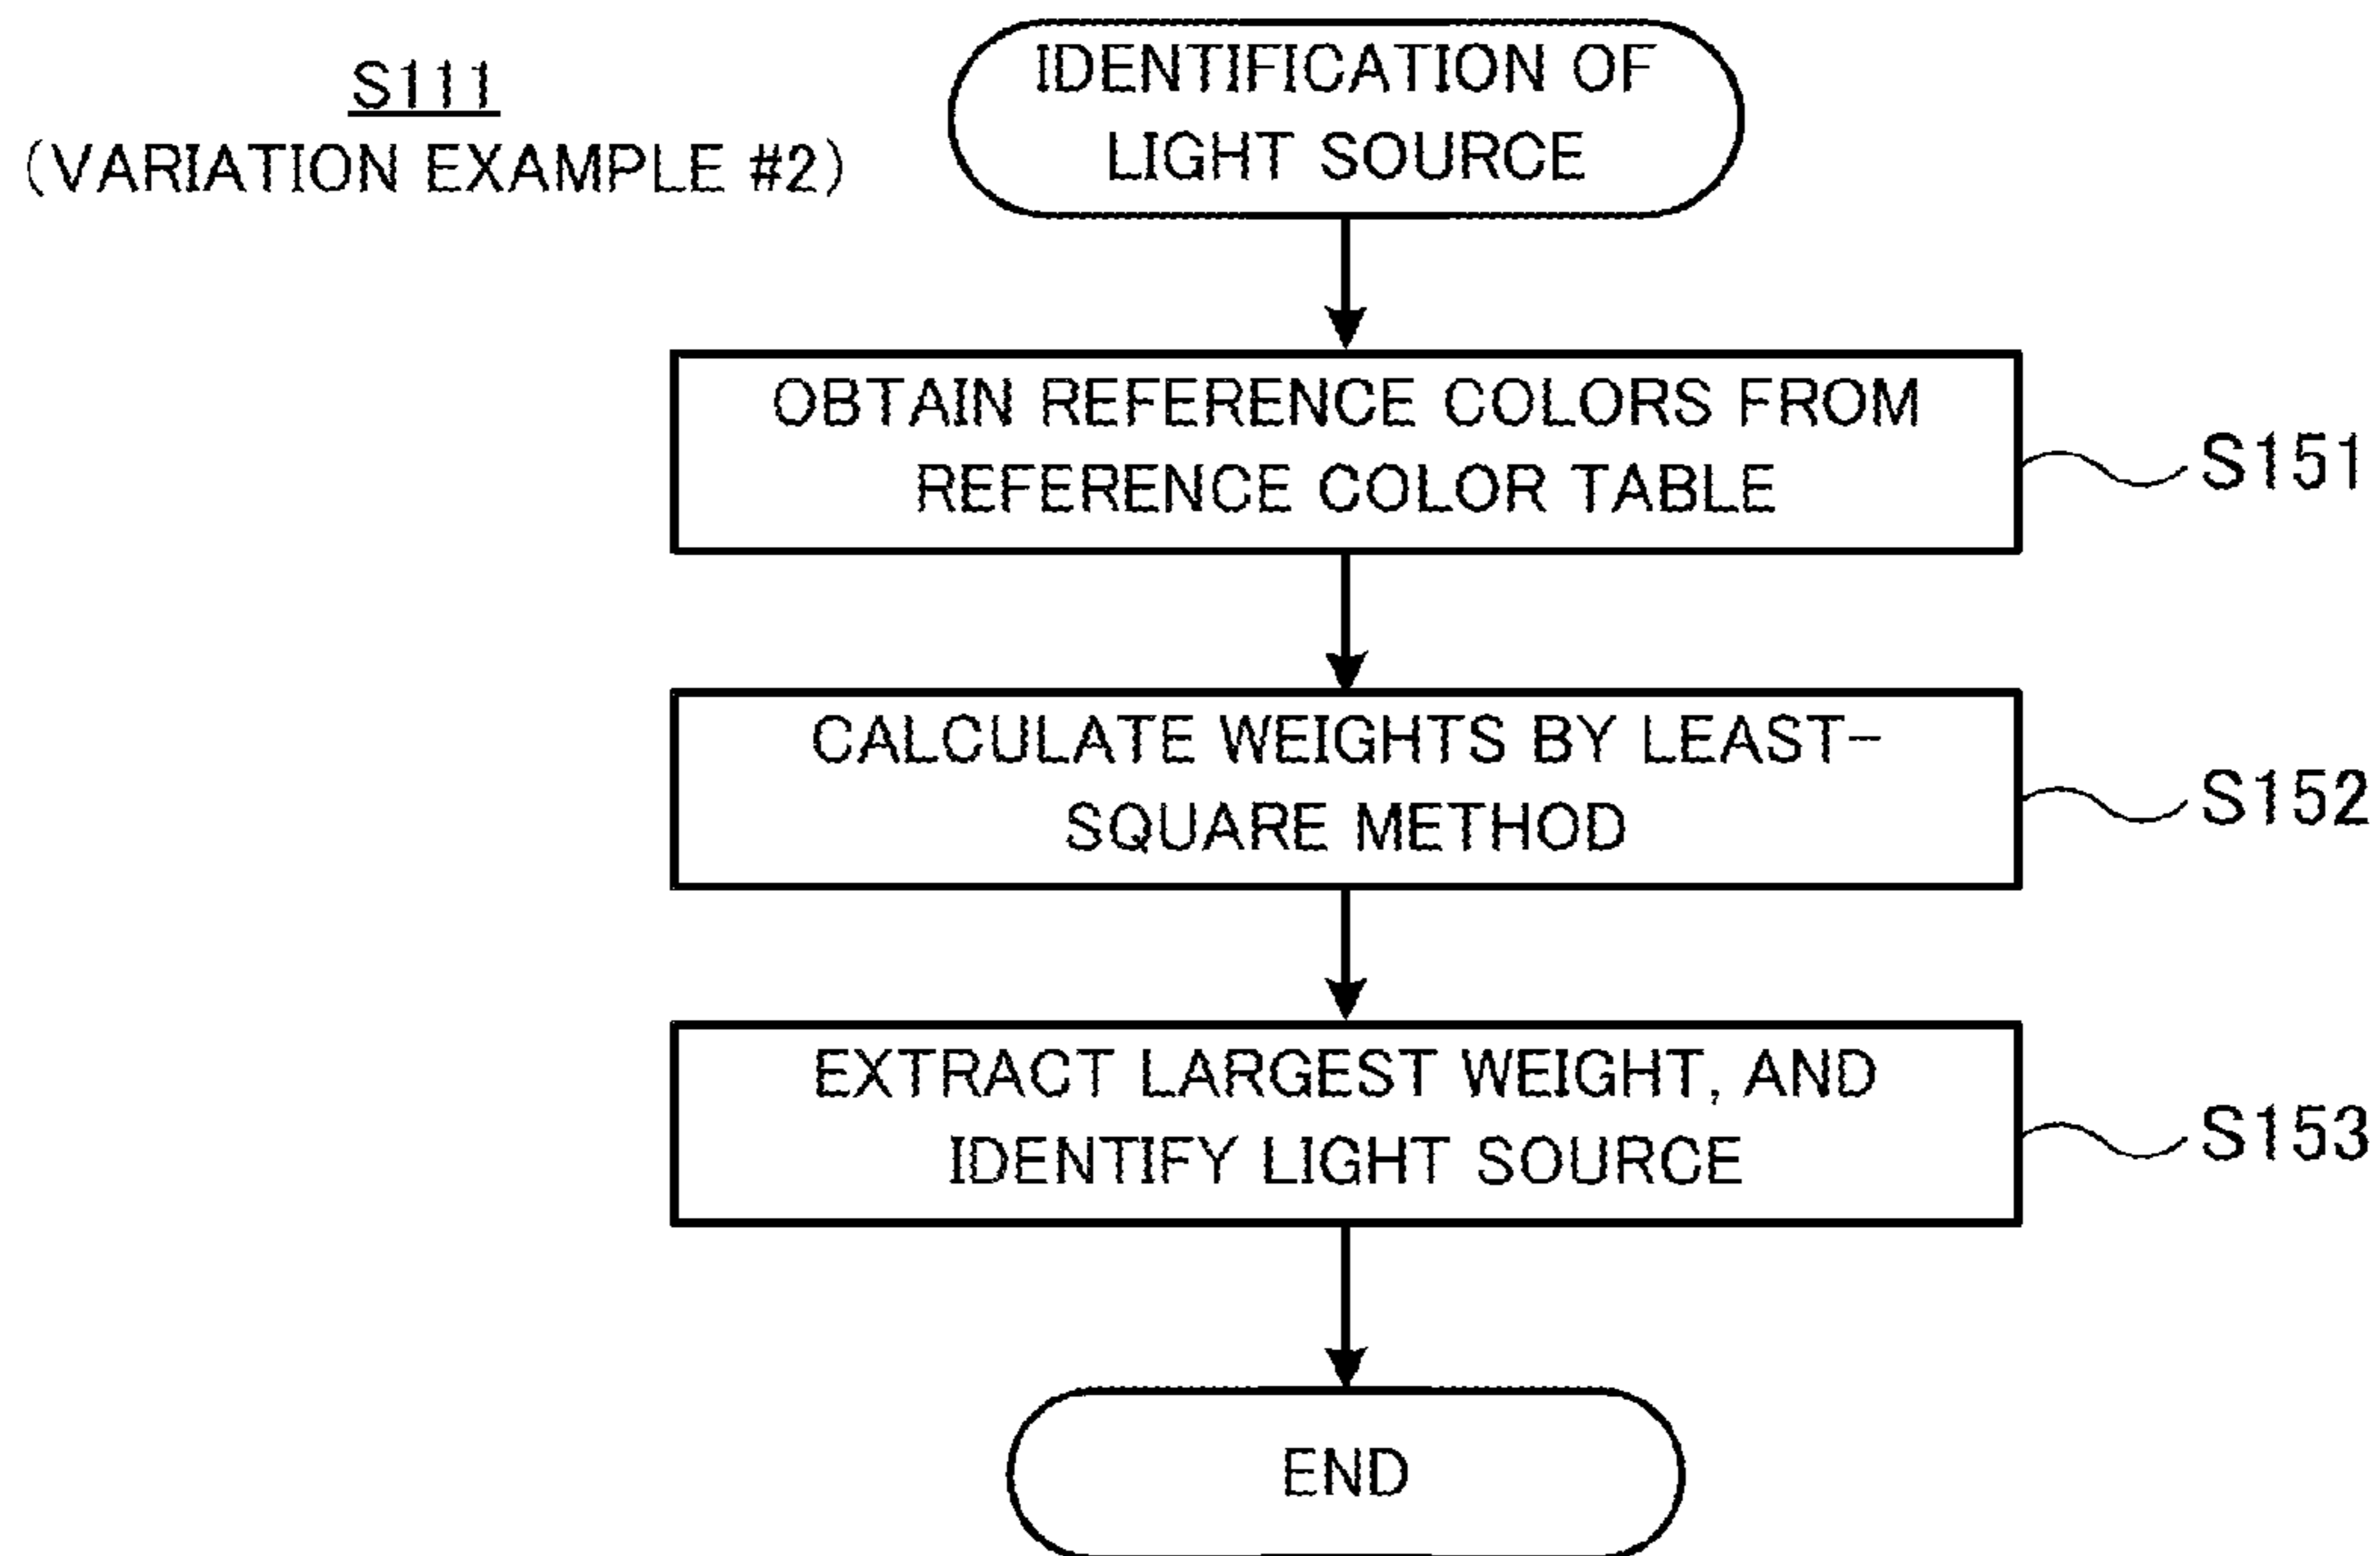 S111
(VARIATION EXAMPLE #2)
IDENTIFICATION OF
LIGHT SOURCE
OBTAIN REFERENCE COLORS FROM
REFERENCE COLOR TABLE
S151
CALCULATE WEIGHTS BY LEAST-
SQUARE METHOD
S152
EXTRACT LARGEST WEIGHT, AND
IDENTIFY LIGHT SOURCE
S153
END